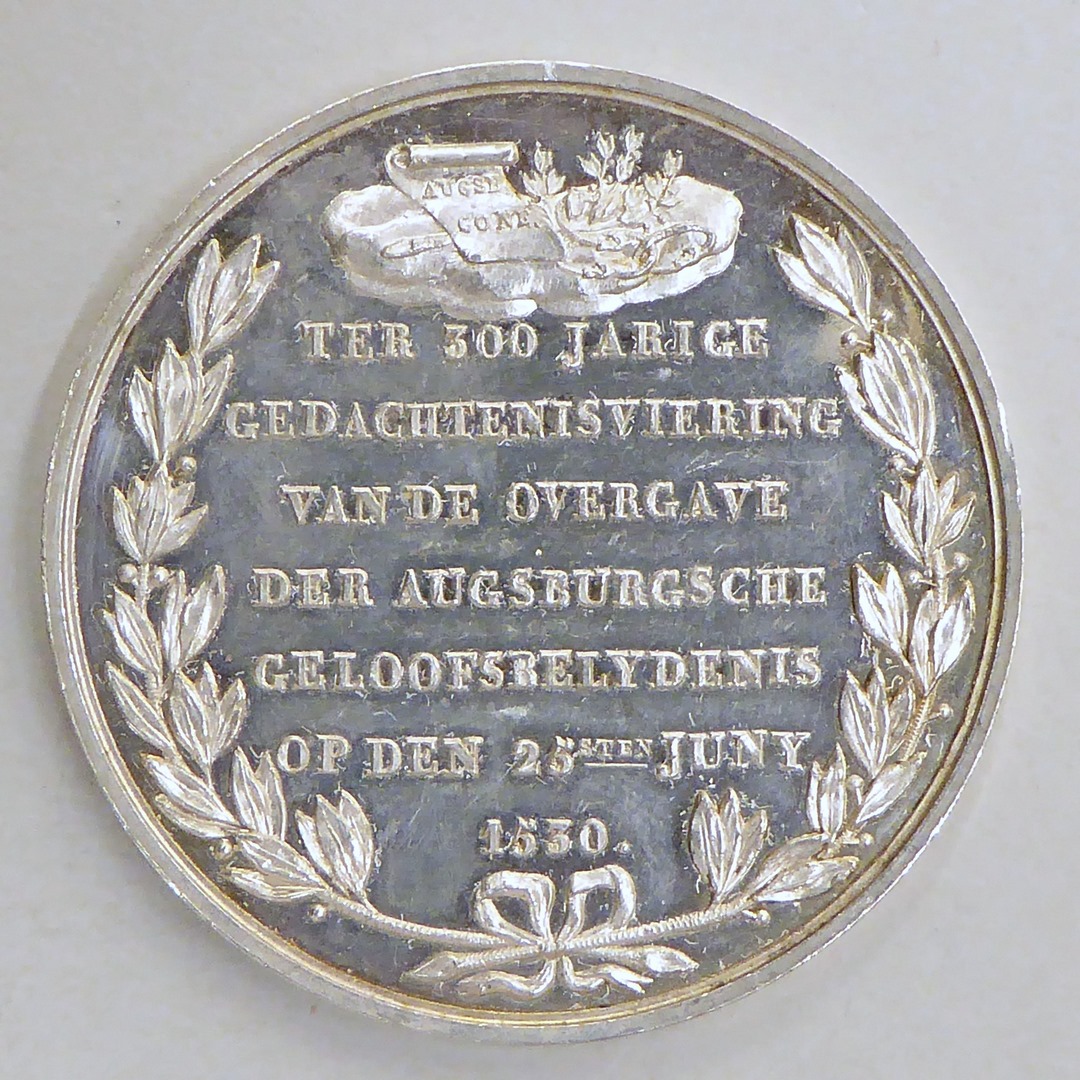 AUGSB
CONF.
TER 300 JARIGE
GEDACHTENISVIERING
VAN DE OVERGAVE
DER AUGSBURGSCHE
GELOOFSBELYDENIS
OP DEN 25STEN JUNY
1530.